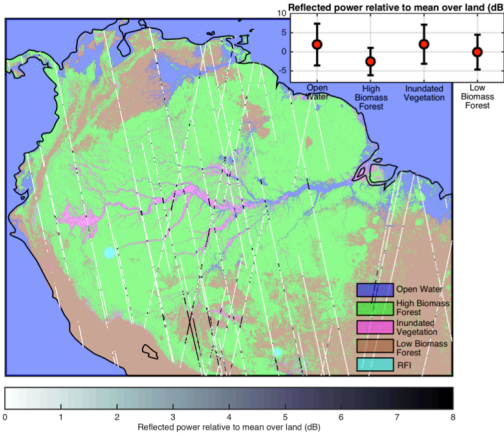 Reflected power relative to mean over land (dB)
10
5
0
-5
Open
Water
High
Biomass
Forest
Inundated
Vegetation
Low
Biomass
Forest
Open Water
High Biomass
Forest
Inundated
Vegetation
Low Biomass
Forest
RFI
0 1 2 3 4 5 6 7 8
Reflected power relative to mean over land (dB)